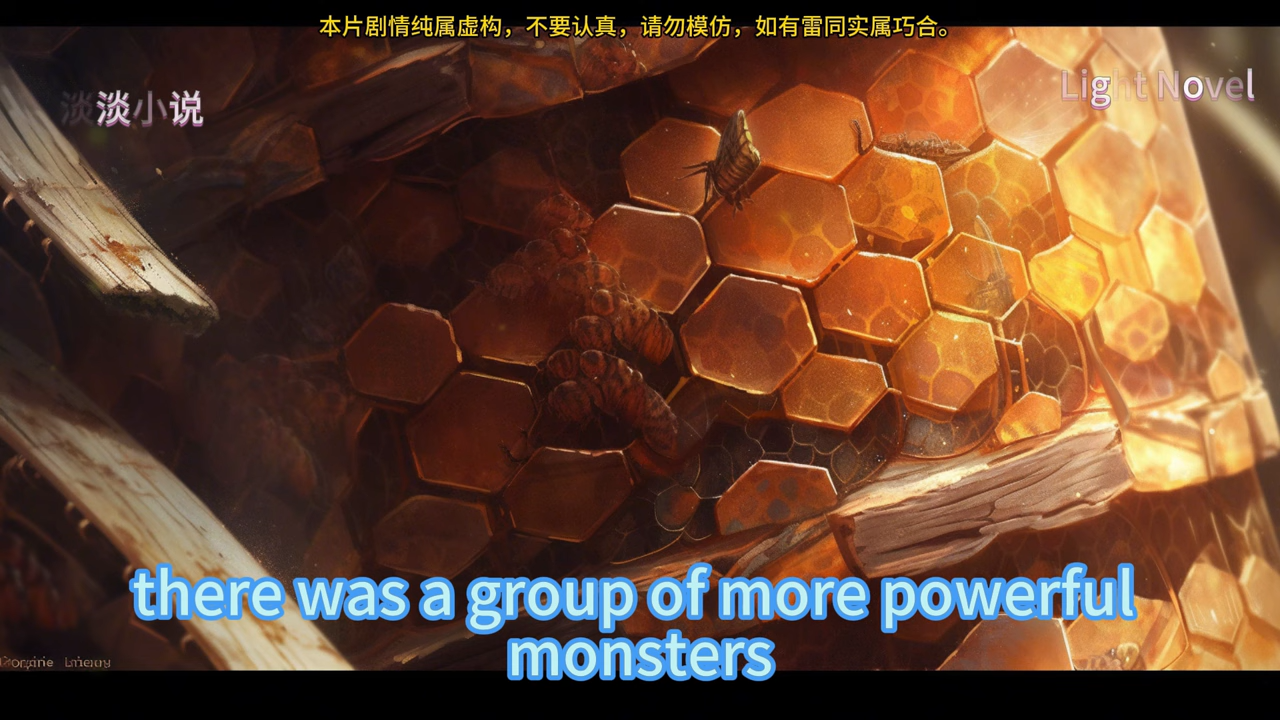 本片剧情纯属虚构，不要认真，请勿模仿，如有雷同实属巧合。
淡淡小说
Light Novel
there was a group of more powerful
monsters